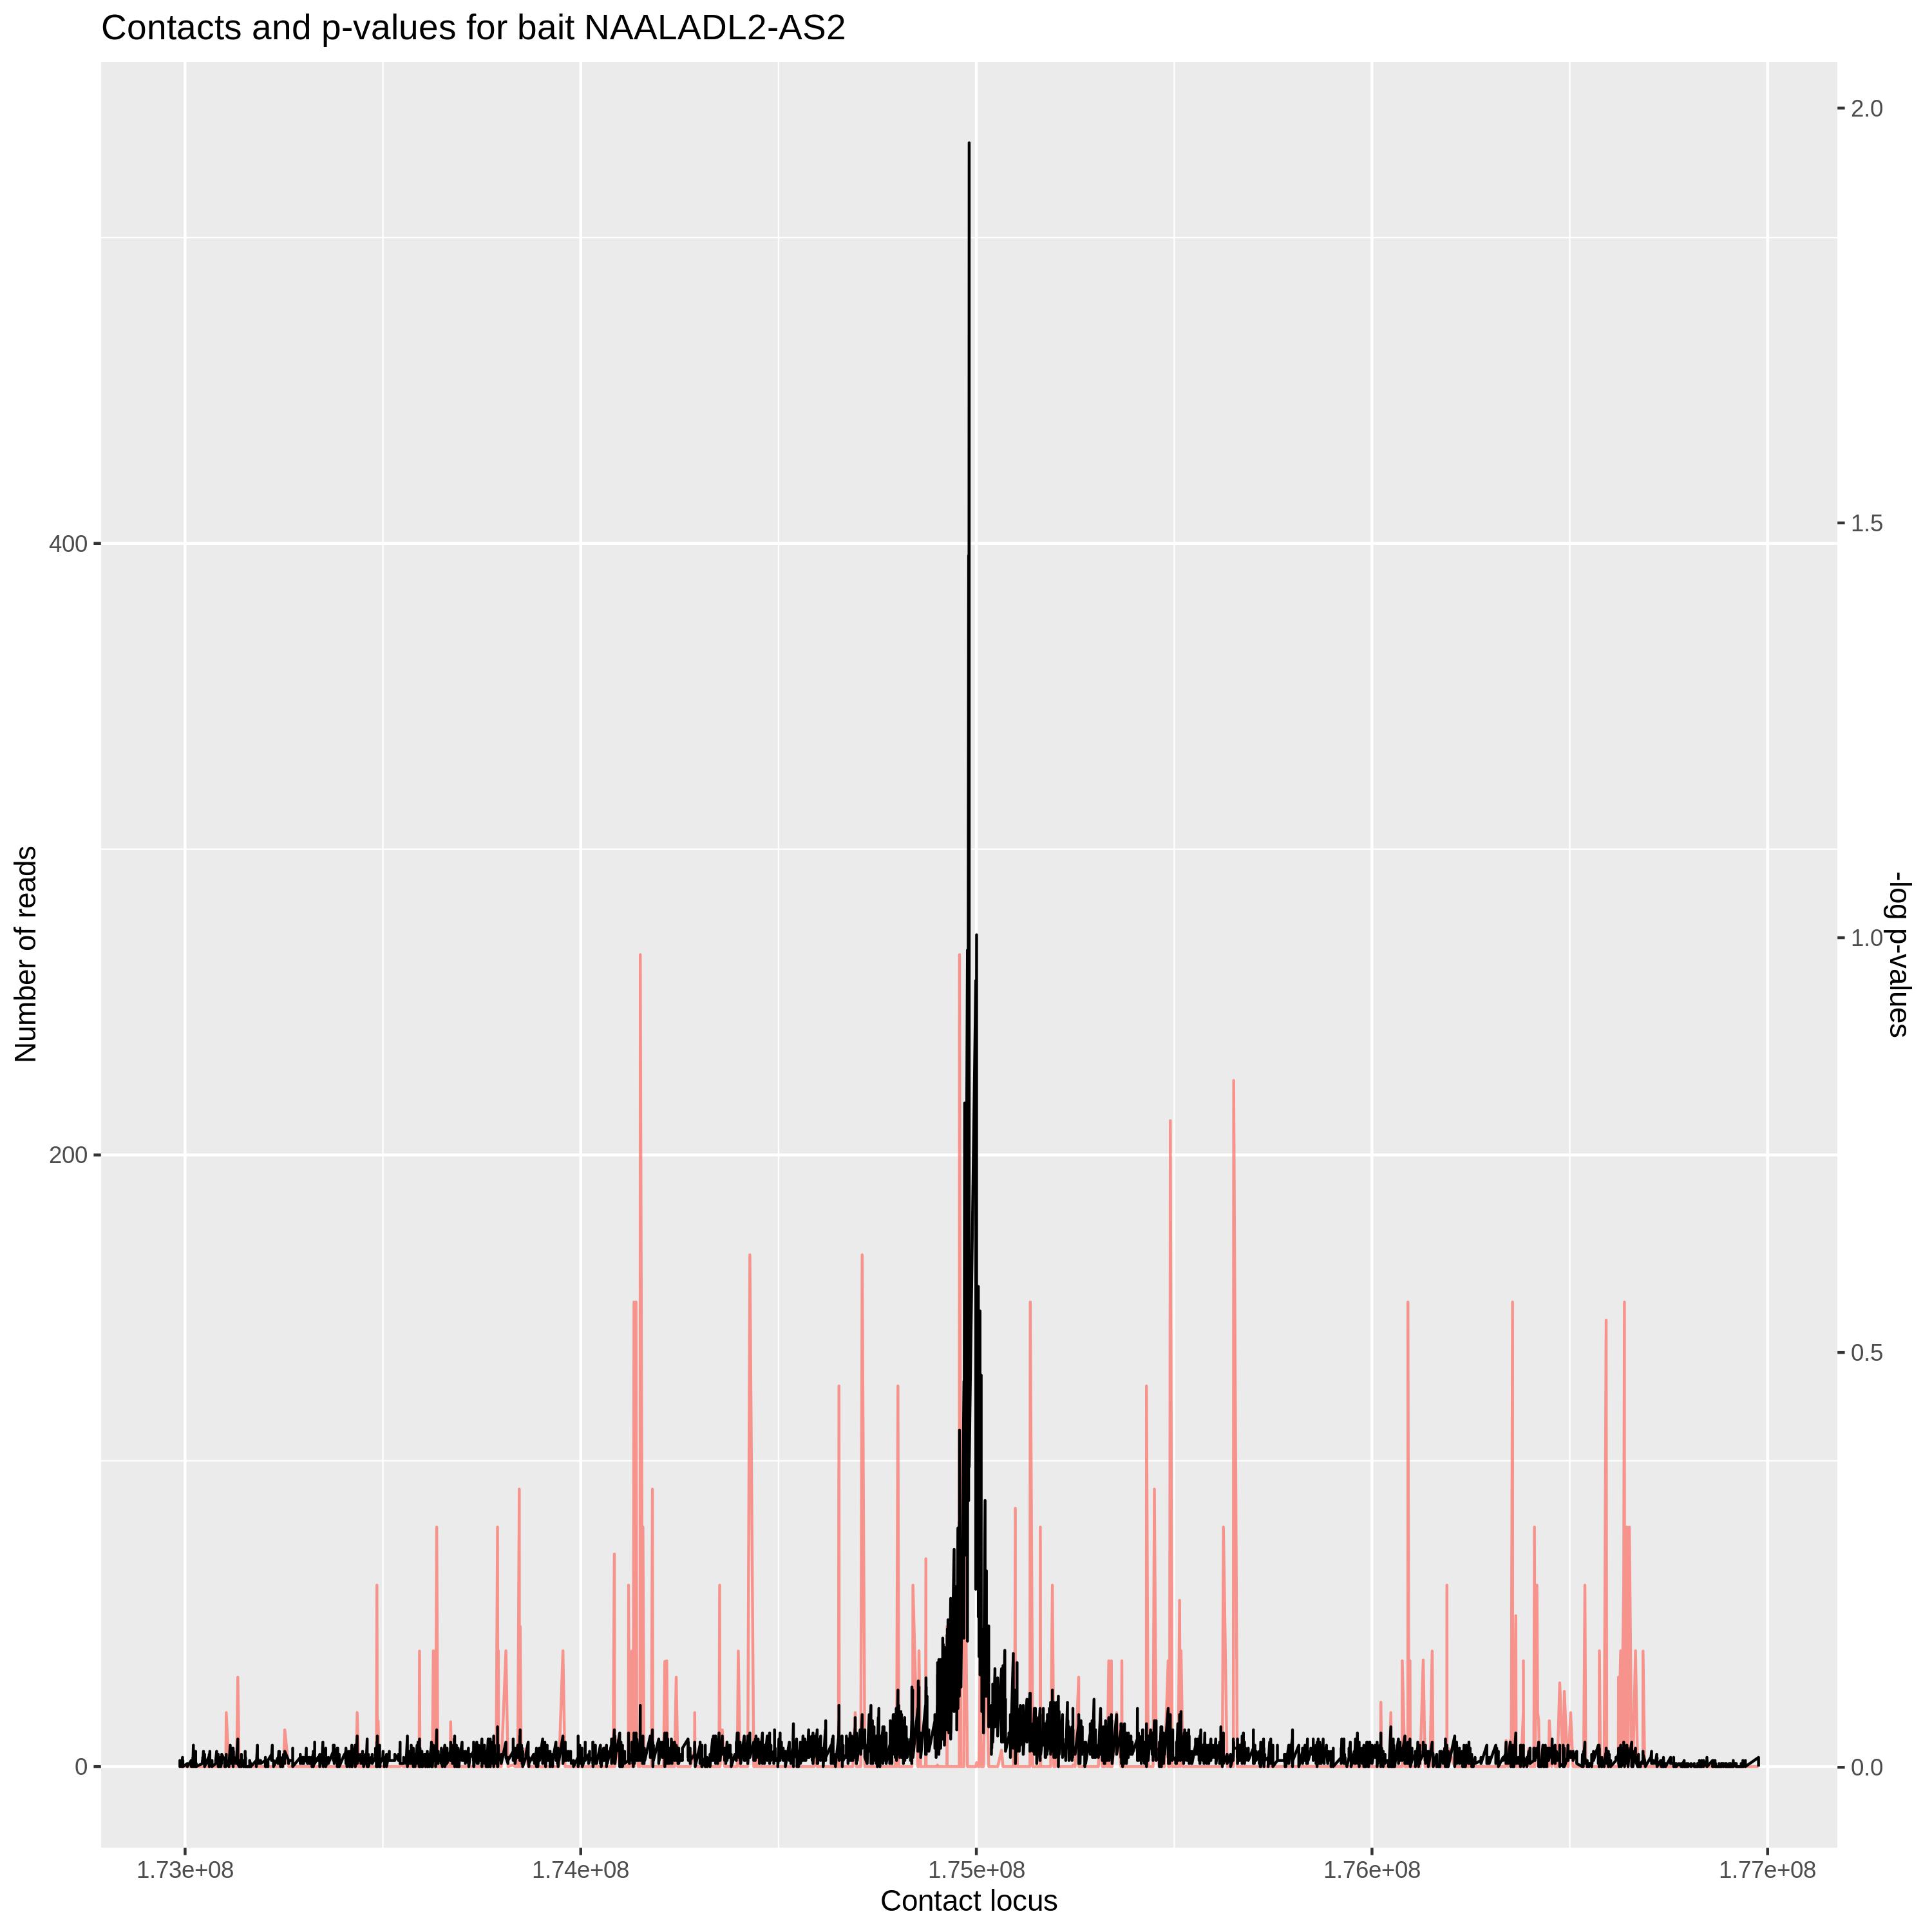 Contacts and p-values for bait NAALADL2-AS2
Number of reads
400
200
0
2.0
1.5
1.0
0.5
0.0
-log p-values
1.73e+08
1.74e+08
1.75e+08
1.76e+08
1.77e+08
Contact locus